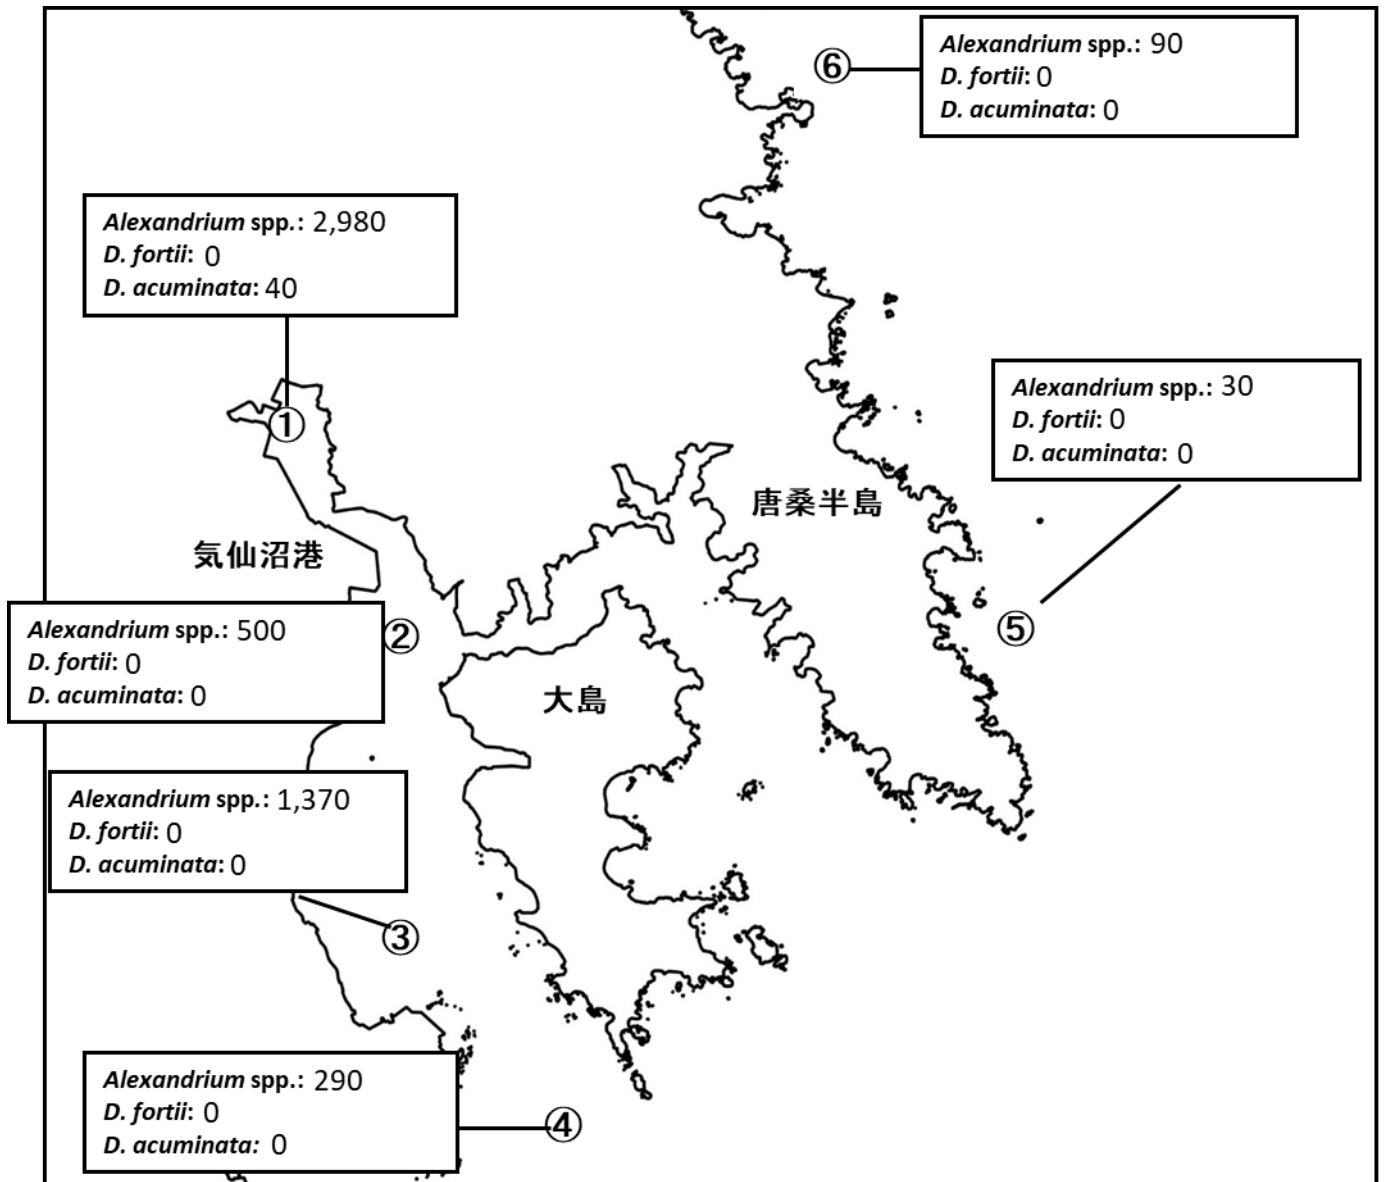 ⑥
Alexandrium spp.: 90
D. fortii: 0
D. acuminata: 0
Alexandrium spp.: 2,980
D. fortii: 0
D. acuminata: 40
①
Alexandrium spp.: 30
D. fortii: 0
D. acuminata: 0
唐桑半島
気仙沼港
⑤
Alexandrium spp.: 500
D. fortii: 0
D. acuminata: 0
②
大島
Alexandrium spp.: 1,370
D. fortii: 0
D. acuminata: 0
③
Alexandrium spp.: 290
D. fortii: 0
D. acuminata: 0
④